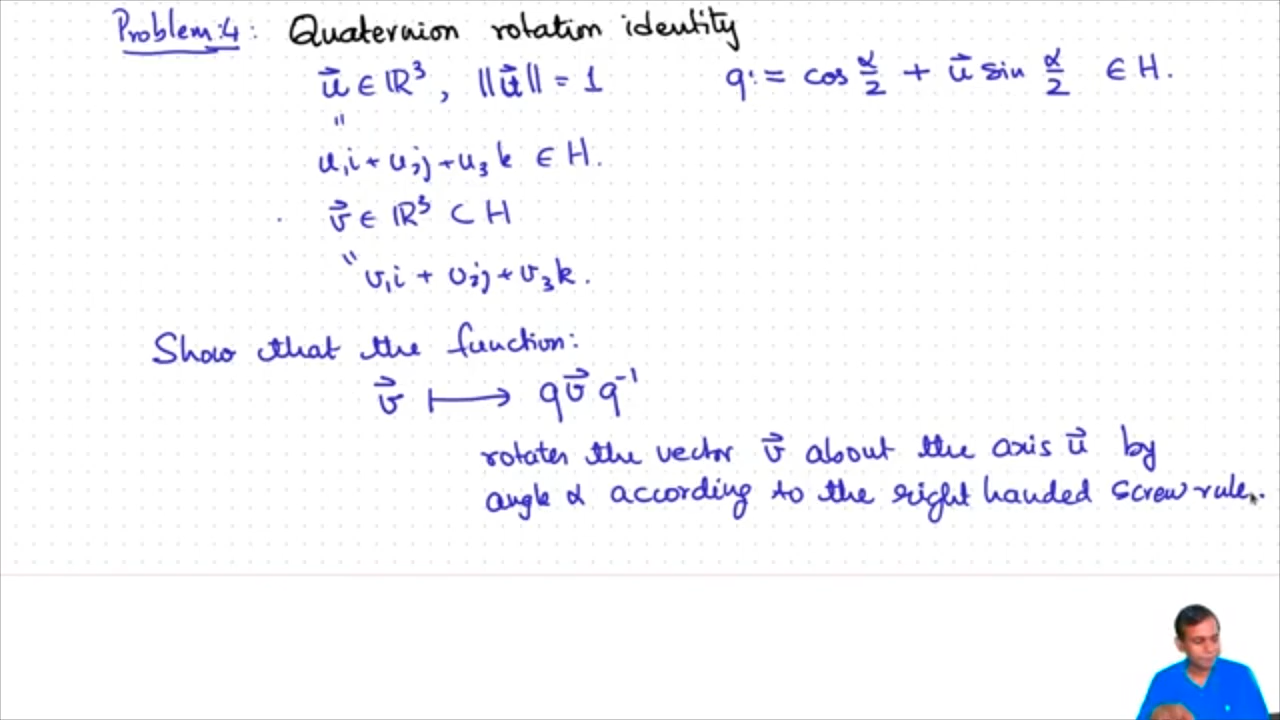 Problem:4: Quaternion rotation identity
u⃗ ∈ ℝ³, ||u⃗|| = 1 q := cos α/2 + u⃗ sin α/2 ∈ H.
"
u₁i + u₂j + u₃k ∈ H.
v⃗ ∈ ℝ³ ⊂ H
" v₁i + v₂j + v₃k.
Show that the function:
v⃗ ⟼ q v⃗ q⁻¹
rotates the vector v⃗ about the axis u⃗ by
angle α according to the right handed screw rule.